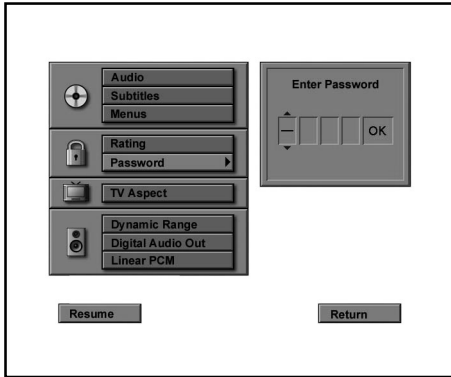 Audio
Subtitles
Menus
Rating
Password
TV Aspect
Dynamic Range
Digital Audio Out
Linear PCM
Enter Password
OK
Resume
Return